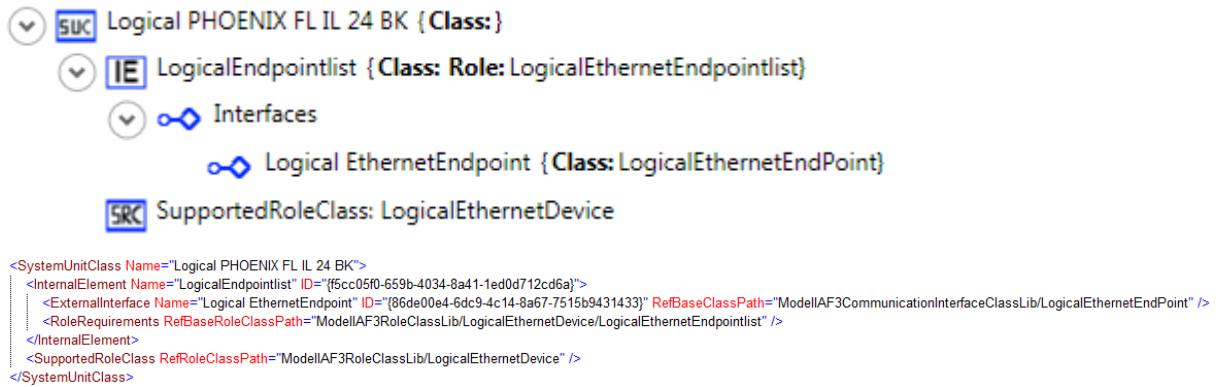 SUC Logical PHOENIX FL IL 24 BK {Class:}
IE LogicalEndpointlist {Class: Role: LogicalEthernetEndpointlist}
Interfaces
Logical EthernetEndpoint {Class: LogicalEthernetEndPoint}
SRC SupportedRoleClass: LogicalEthernetDevice
<SystemUnitClass Name="Logical PHOENIX FL IL 24 BK">
<InternalElement Name="LogicalEndpointlist" ID="{f5cc05f0-659b-4034-8a41-1ed0d712cd6a}">
<ExternalInterface Name="Logical EthernetEndpoint" ID="{86de00e4-6dc9-4c14-8a67-7515b9431433}" RefBaseClassPath="ModellAF3CommunicationInterfaceClassLib/LogicalEthernetEndPoint" />
<RoleRequirements RefBaseRoleClassPath="ModellAF3RoleClassLib/LogicalEthernetDevice/LogicalEthernetEndpointlist" />
</InternalElement>
<SupportedRoleClass RefRoleClassPath="ModellAF3RoleClassLib/LogicalEthernetDevice" />
</SystemUnitClass>